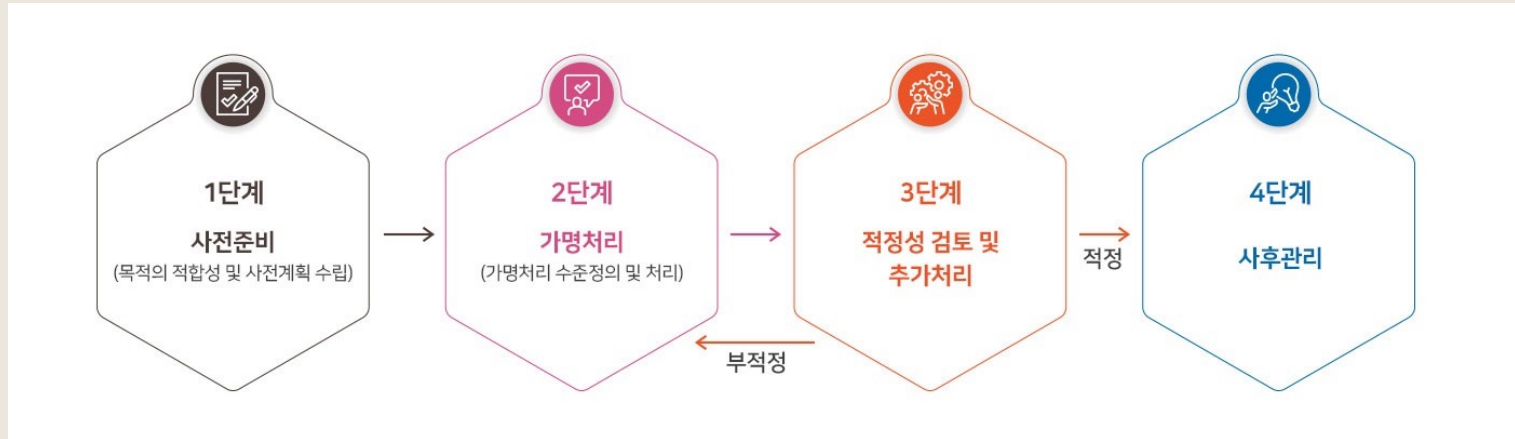 1단계
사전준비
(목적의 적합성 및 사전계획 수립)
2단계
가명처리
(가명처리 수준정의 및 처리)
3단계
적정성 검토 및
추가처리
적정
부적정
4단계
사후관리